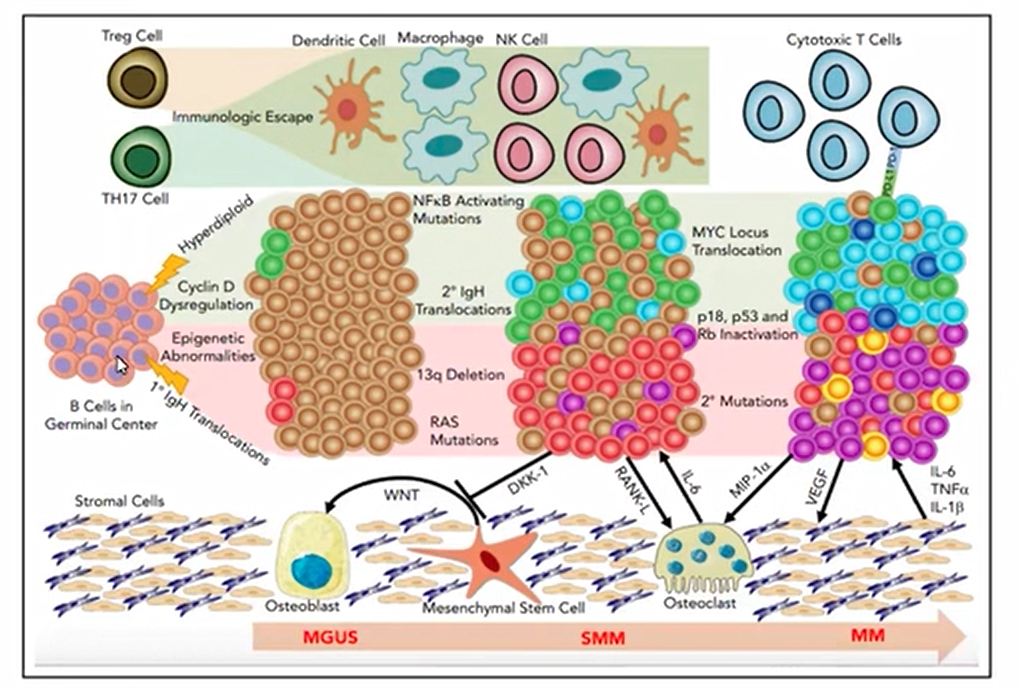 Treg Cell
Dendritic Cell
Macrophage
NK Cell
Cytotoxic T Cells
Immunologic Escape
TH17 Cell
PD-L1
PD-1
Hyperdiploid
NFκB Activating
Mutations
MYC Locus
Translocation
Cyclin D
Dysregulation
2° IgH
Translocations
p18, p53 and
Rb Inactivation
Epigenetic
Abnormalities
13q Deletion
2° Mutations
1° IgH Translocations
B Cells in
Germinal Center
RAS
Mutations
Stromal Cells
WNT
DKK-1
RANK-L
IL-6
MIP-1α
VEGF
IL-6
TNFα
IL-1β
Osteoblast
Mesenchymal Stem Cell
Osteoclast
MGUS
SMM
MM